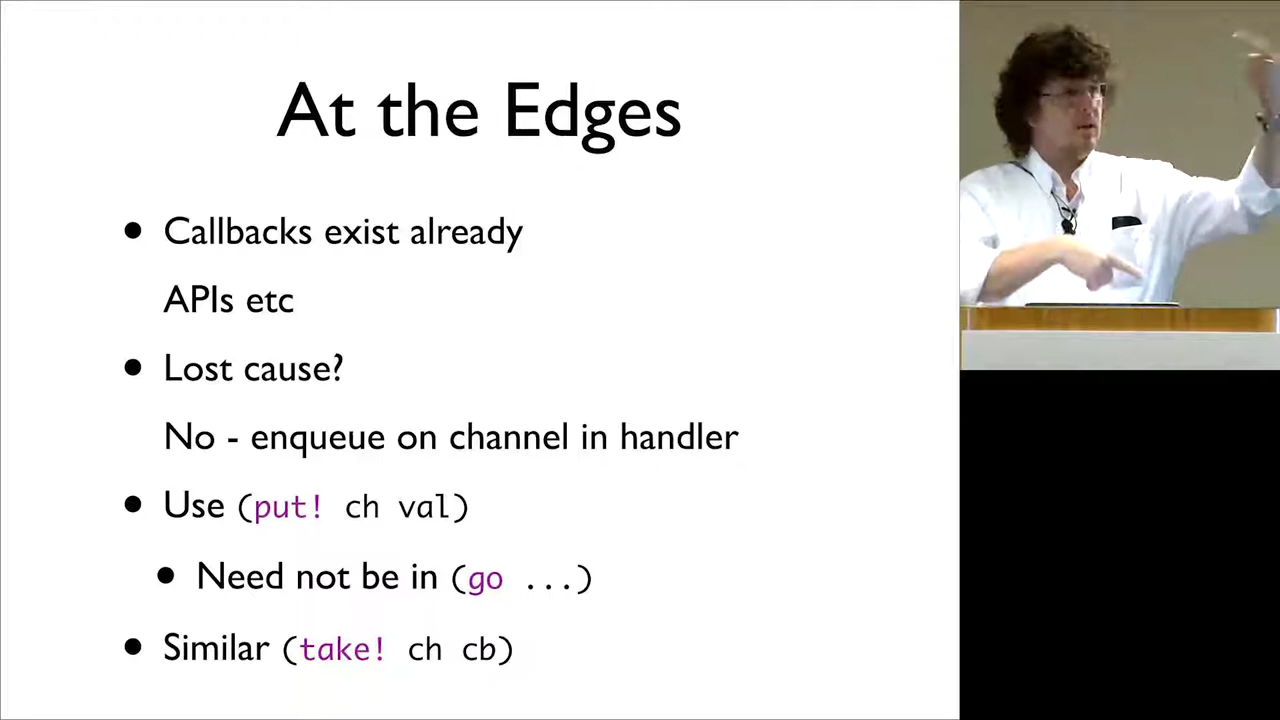 At the Edges
• Callbacks exist already
APIs etc
• Lost cause?
No - enqueue on channel in handler
• Use (put! ch val)
• Need not be in (go ...)
• Similar (take! ch cb)